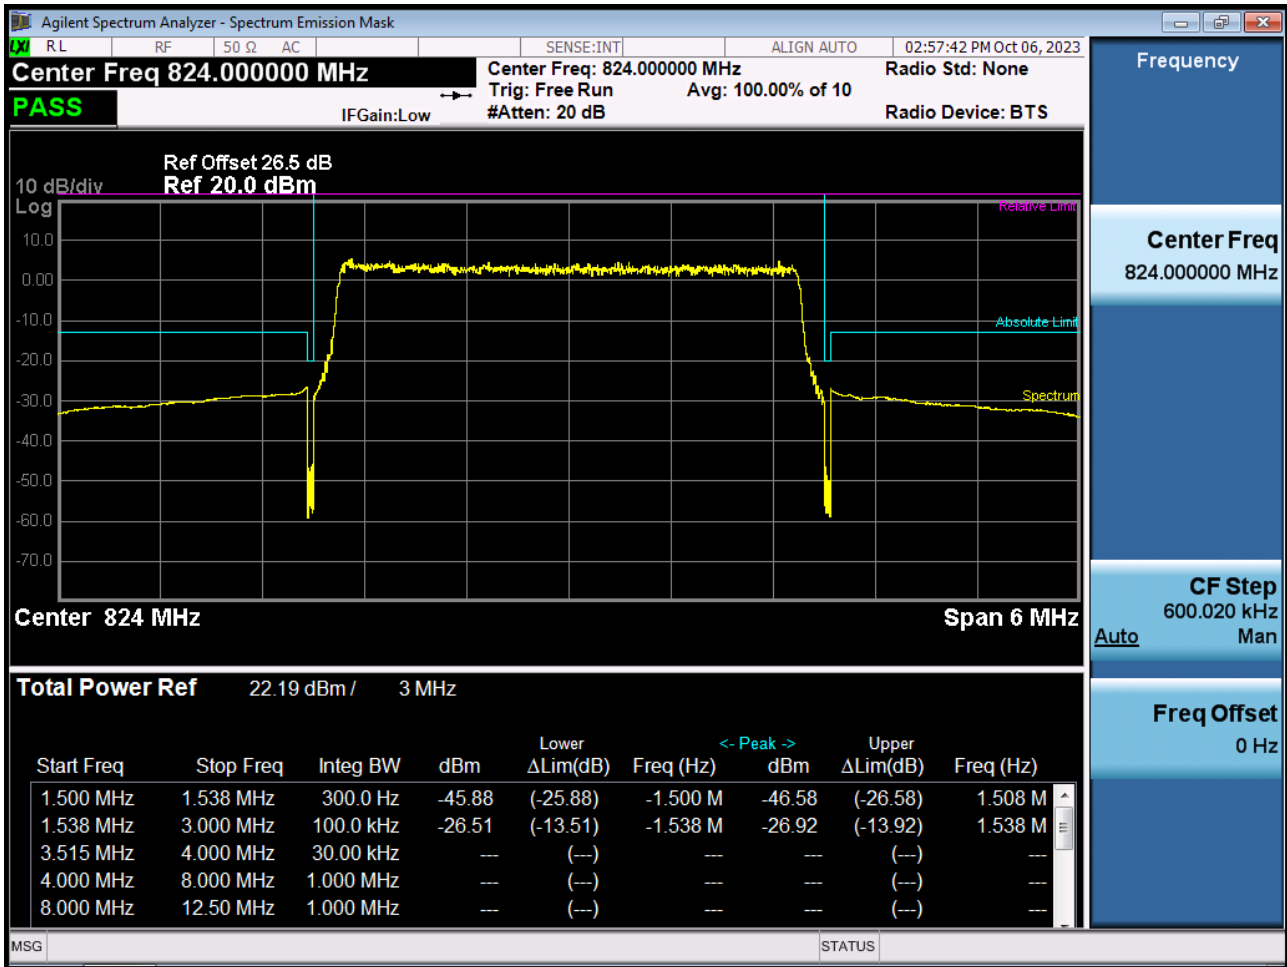 Agilent Spectrum Analyzer - Spectrum Emission Mask
LXI RL RF 50 Ω AC SENSE:INT ALIGN AUTO 02:57:42 PM Oct 06, 2023
Center Freq 824.000000 MHz
PASS
IFGain:Low
Center Freq: 824.000000 MHz
Trig: Free Run Avg: 100.00% of 10
#Atten: 20 dB
Radio Std: None
Radio Device: BTS
Ref Offset 26.5 dB
10 dB/div Ref 20.0 dBm
Log
Relative Limit
10.0
0.00
-10.0
Absolute Limit
-20.0
-30.0
Spectrum
-40.0
-50.0
-60.0
-70.0
Center 824 MHz Span 6 MHz
Total Power Ref 22.19 dBm / 3 MHz
Lower <- Peak -> Upper
Start Freq Stop Freq Integ BW dBm ΔLim(dB) Freq (Hz) dBm ΔLim(dB) Freq (Hz)
1.500 MHz 1.538 MHz 300.0 Hz -45.88 (-25.88) -1.500 M -46.58 (-26.58) 1.508 M
1.538 MHz 3.000 MHz 100.0 kHz -26.51 (-13.51) -1.538 M -26.92 (-13.92) 1.538 M
3.515 MHz 4.000 MHz 30.00 kHz --- (---) --- --- (---) ---
4.000 MHz 8.000 MHz 1.000 MHz --- (---) --- --- (---) ---
8.000 MHz 12.50 MHz 1.000 MHz --- (---) --- --- (---) ---
MSG STATUS
Frequency
Center Freq
824.000000 MHz
CF Step
600.020 kHz
Auto Man
Freq Offset
0 Hz